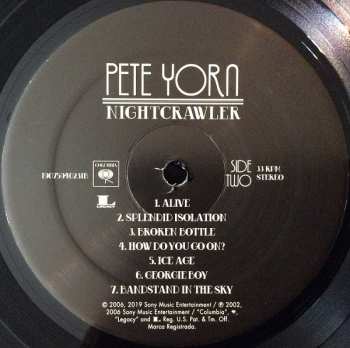 PETE YORN
NIGHTCRAWLER
COLUMBIA
SIDE
TWO
33 RPM
STEREO
1. ALIVE
2. SPLENDID ISOLATION
3. BROKEN BOTTLE
4. HOW DO YOU GO ON?
5. ICE AGE
6. GEORGIE BOY
7. BANDSTAND IN THE SKY
© 2006, 2019 Sony Music Entertainment / ℗ 2002,
2006 Sony Music Entertainment / "Columbia",
"Legacy" and L Reg. U.S. Pat. & Tm. Off.
Marca Registrada.